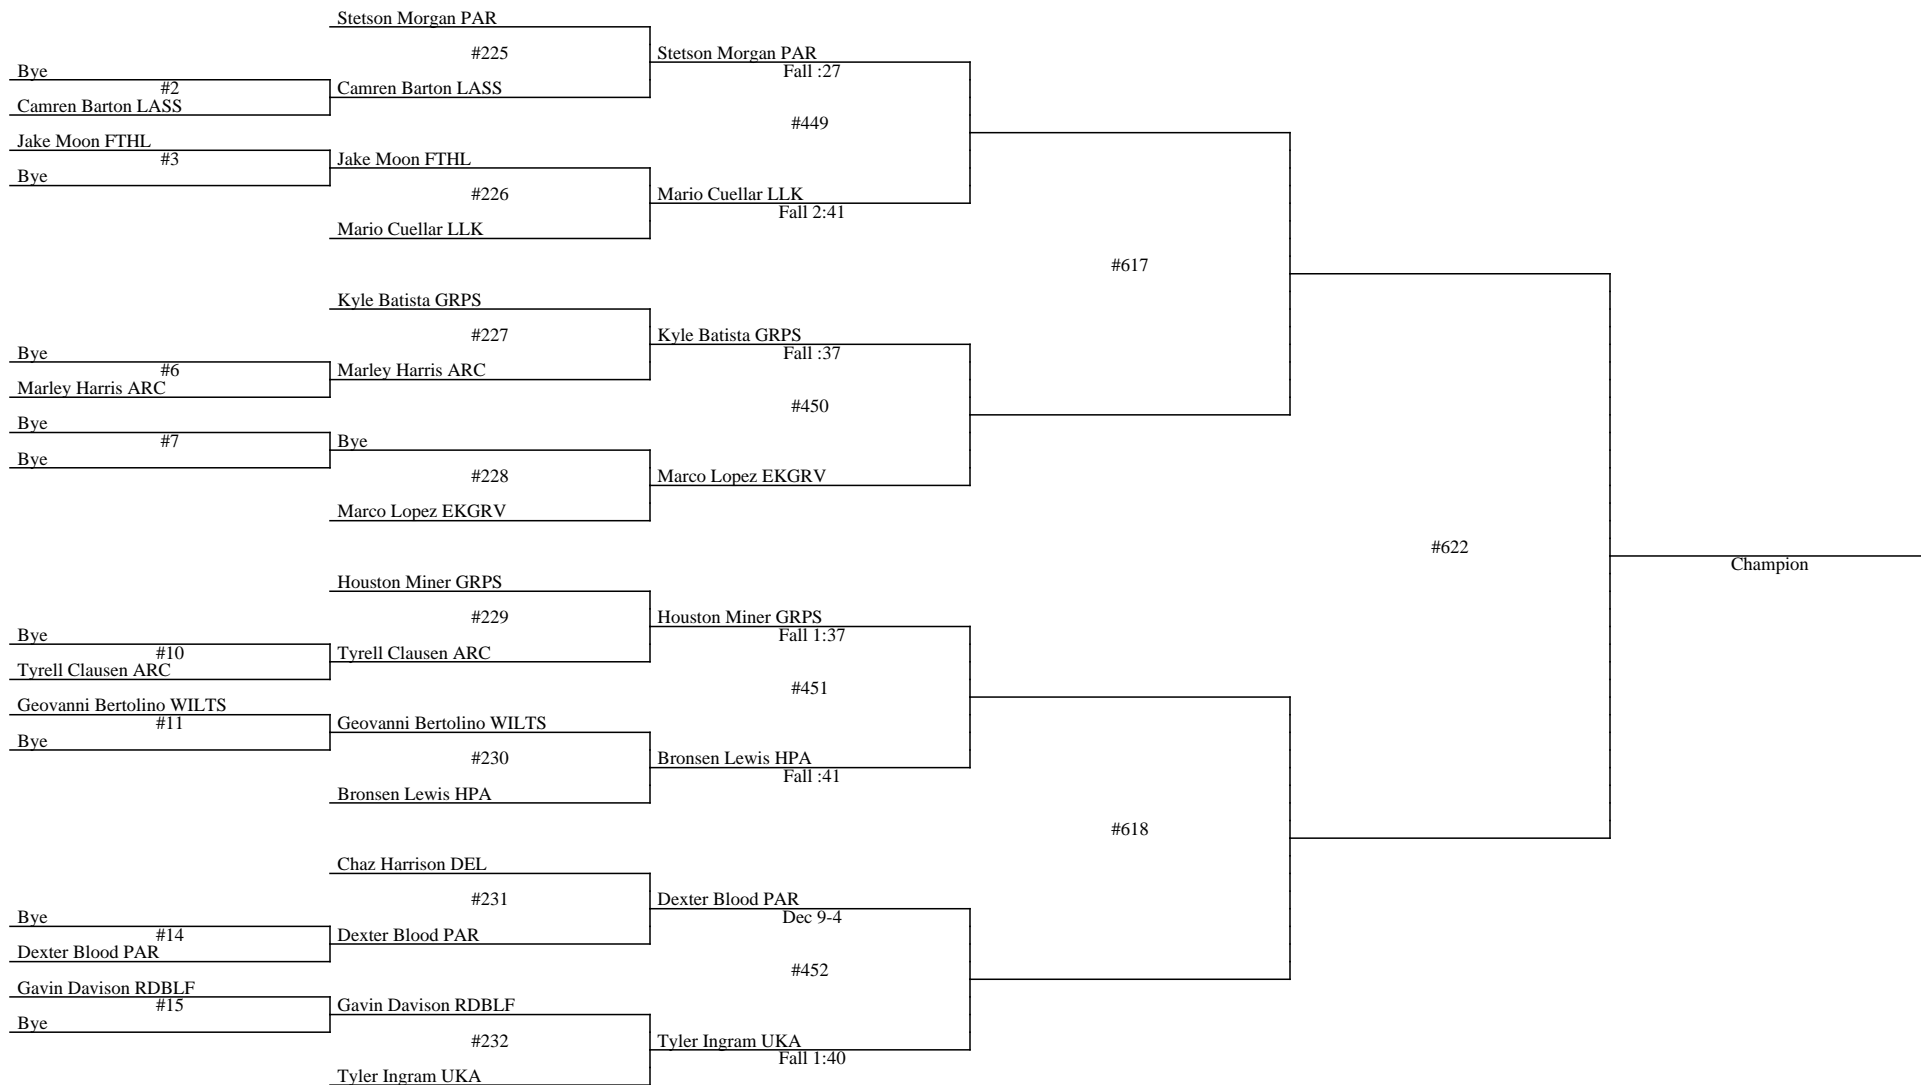 Stetson Morgan PAR
#225
Stetson Morgan PAR
Fall :27
Bye
#2
Camren Barton LASS
Camren Barton LASS
#449
Jake Moon FTHL
#3
Bye
Jake Moon FTHL
#226
Mario Cuellar LLK
Fall 2:41
Mario Cuellar LLK
#617
Kyle Batista GRPS
#227
Kyle Batista GRPS
Fall :37
Bye
#6
Marley Harris ARC
Marley Harris ARC
#450
Bye
#7
Bye
Bye
#228
Marco Lopez EKGRV
Marco Lopez EKGRV
#622
Champion
Houston Miner GRPS
#229
Houston Miner GRPS
Fall 1:37
Bye
#10
Tyrell Clausen ARC
Tyrell Clausen ARC
#451
Geovanni Bertolino WILTS
#11
Bye
Geovanni Bertolino WILTS
#230
Bronsen Lewis HPA
Fall :41
Bronsen Lewis HPA
#618
Chaz Harrison DEL
#231
Dexter Blood PAR
Dec 9-4
Bye
#14
Dexter Blood PAR
Dexter Blood PAR
#452
Gavin Davison RDBLF
#15
Bye
Gavin Davison RDBLF
#232
Tyler Ingram UKA
Fall 1:40
Tyler Ingram UKA